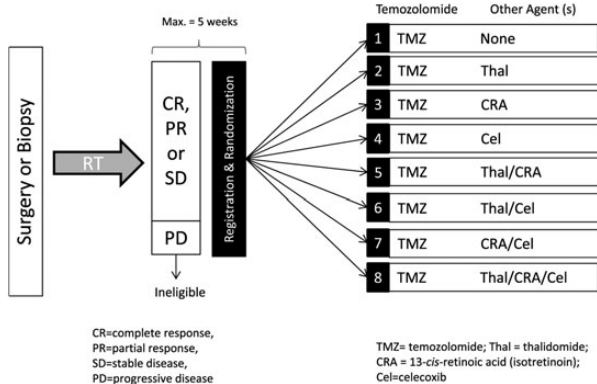 Max. = 5 weeks
Temozolomide Other Agent (s)
Surgery or Biopsy
RT
CR,
PR
or
SD
PD
Ineligible
Registration & Randomization
1 TMZ None
2 TMZ Thal
3 TMZ CRA
4 TMZ Cel
5 TMZ Thal/CRA
6 TMZ Thal/Cel
7 TMZ CRA/Cel
8 TMZ Thal/CRA/Cel
CR=complete response,
PR=partial response,
SD=stable disease,
PD=progressive disease
TMZ= temozolomide; Thal = thalidomide;
CRA = 13-cis-retinoic acid (isotretinoin);
Cel=celecoxib